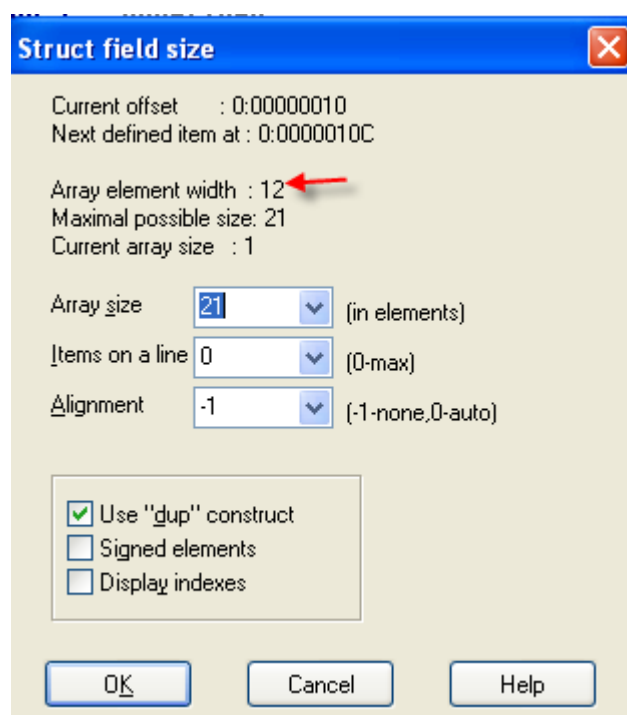 Struct field size
Current offset : 0:00000010
Next defined item at : 0:0000010C
Array element width : 12
Maximal possible size: 21
Current array size : 1
Array size 21 (in elements)
Items on a line 0 (0-max)
Alignment -1 (-1-none,0-auto)
Use "dup" construct
Signed elements
Display indexes
OK Cancel Help